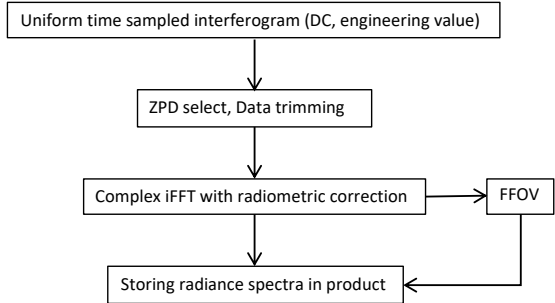 Uniform time sampled interferogram (DC, engineering value)
ZPD select, Data trimming
Complex iFFT with radiometric correction
FFOV
Storing radiance spectra in product